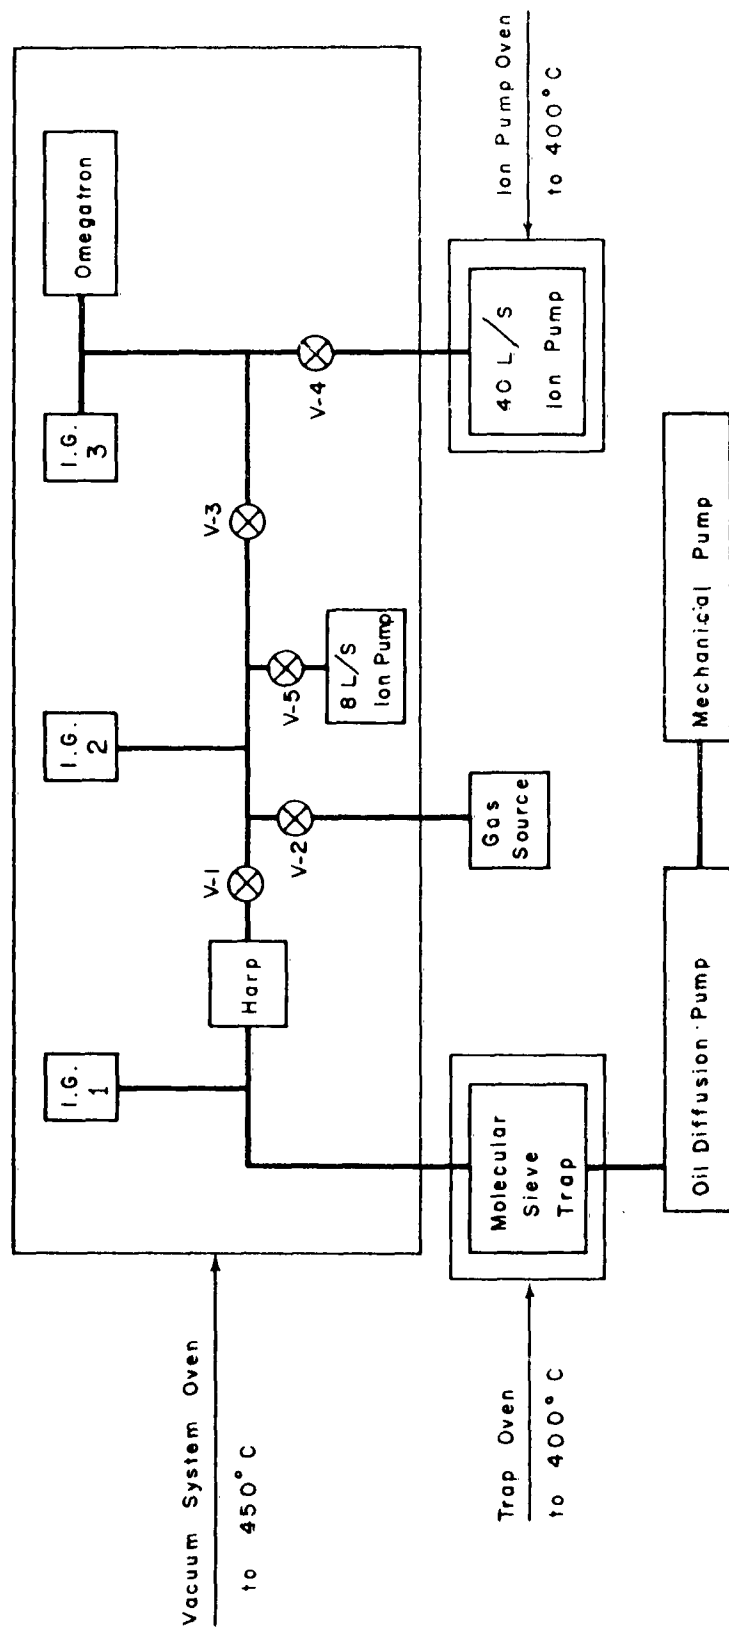 I.G.
1
I.G.
2
I.G.
3
Omegatron
Harp
V-1
V-2
V-5
V-3
V-4
8 L/S
Ion Pump
Vacuum System Oven
to 450°C
Gas
Source
Molecular
Sieve
Trap
40 L/S
Ion Pump
Trap Oven
to 400°C
Ion Pump Oven
to 400°C
Oil Diffusion Pump
Mechanical Pump